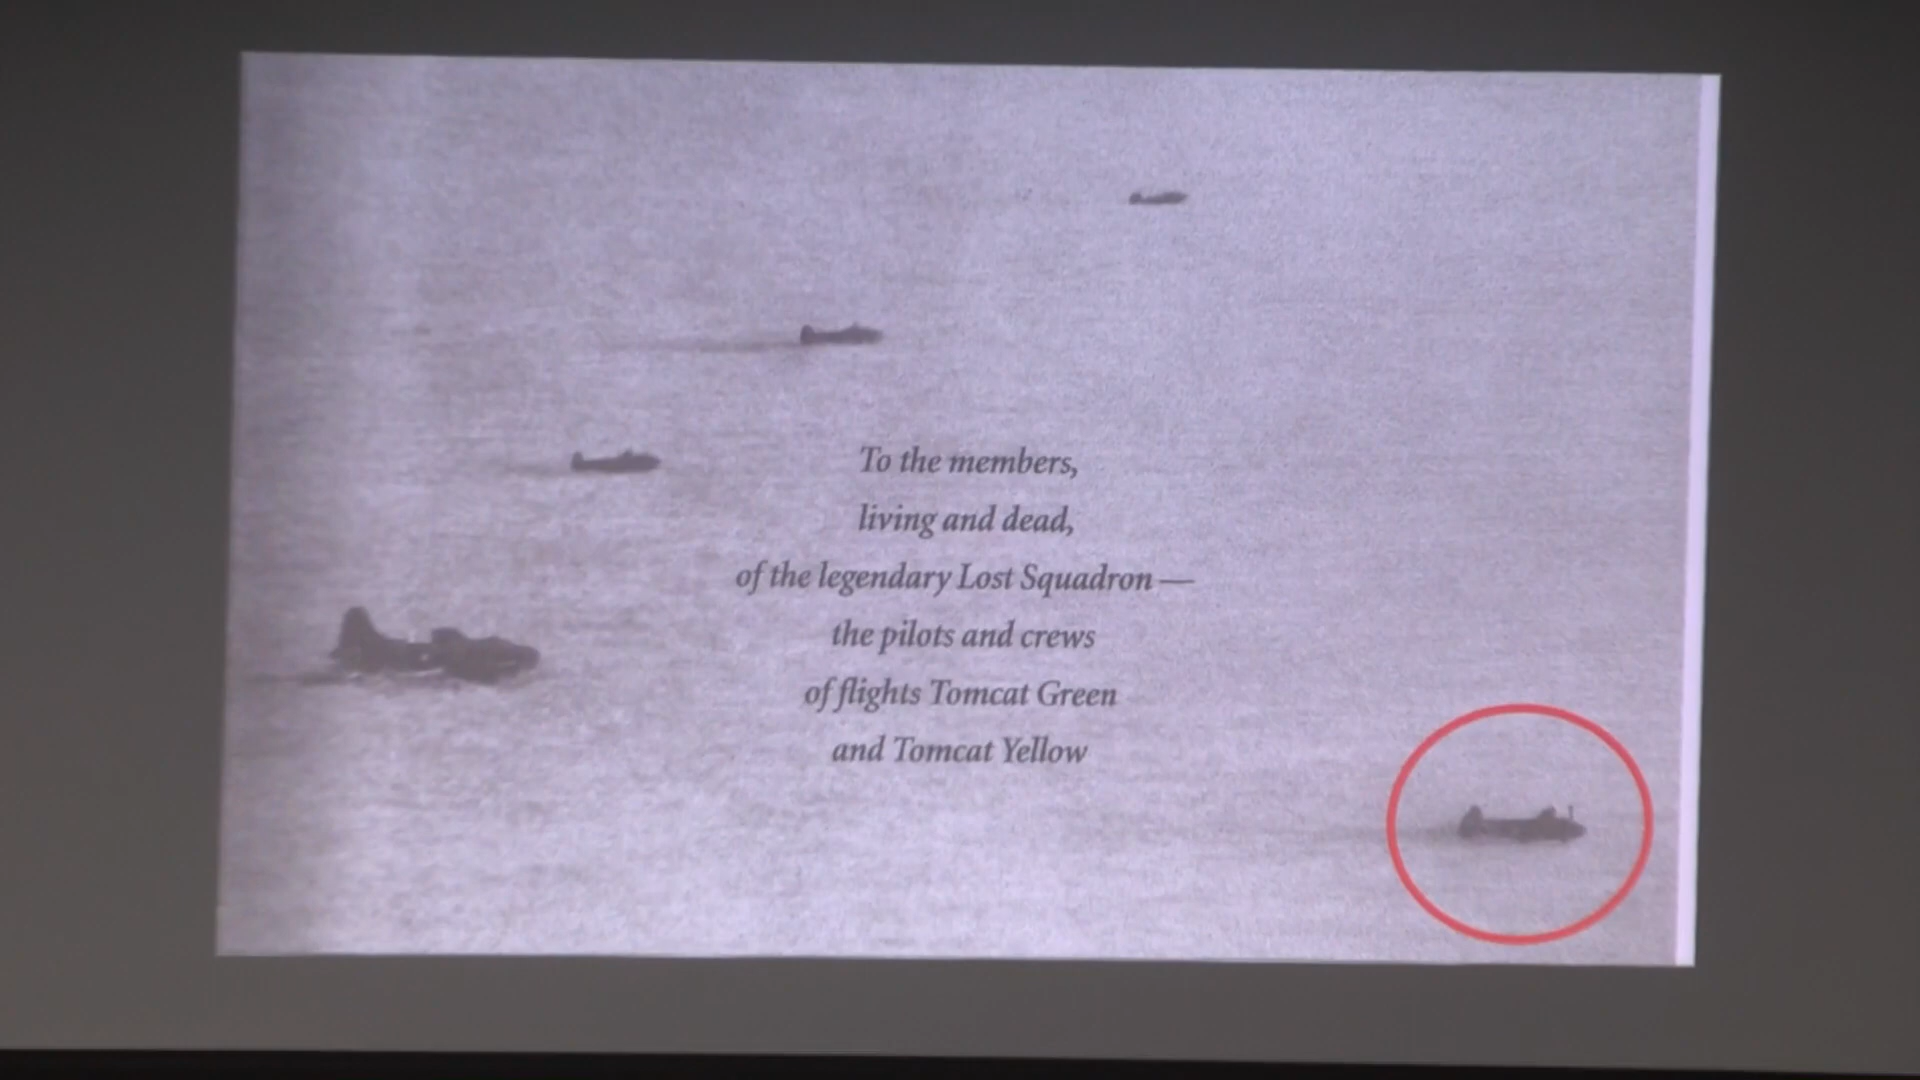 To the members,
living and dead,
of the legendary Lost Squadron —
the pilots and crews
of flights Tomcat Green
and Tomcat Yellow